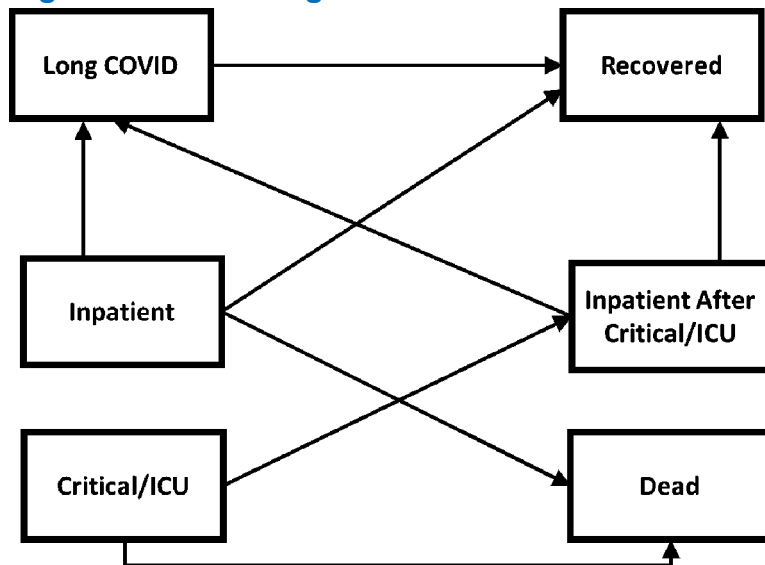 Long COVID
Recovered
Inpatient
Inpatient After
Critical/ICU
Critical/ICU
Dead